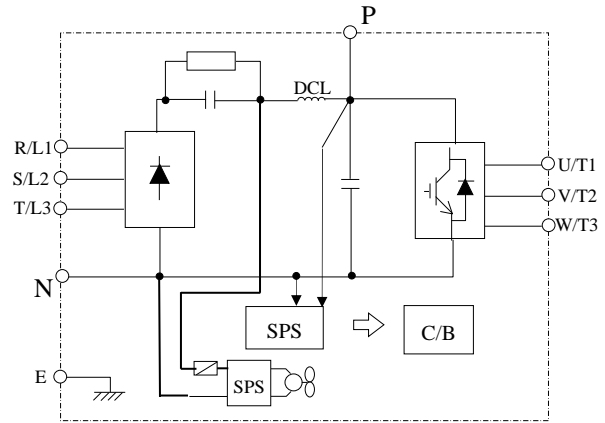 P
DCL
R/L1
S/L2
T/L3
U/T1
V/T2
W/T3
N
SPS
C/B
E
SPS